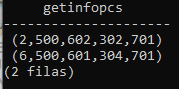 getinfopcs
----------------------
(2,500,602,302,701)
(6,500,601,304,701)
(2 filas)